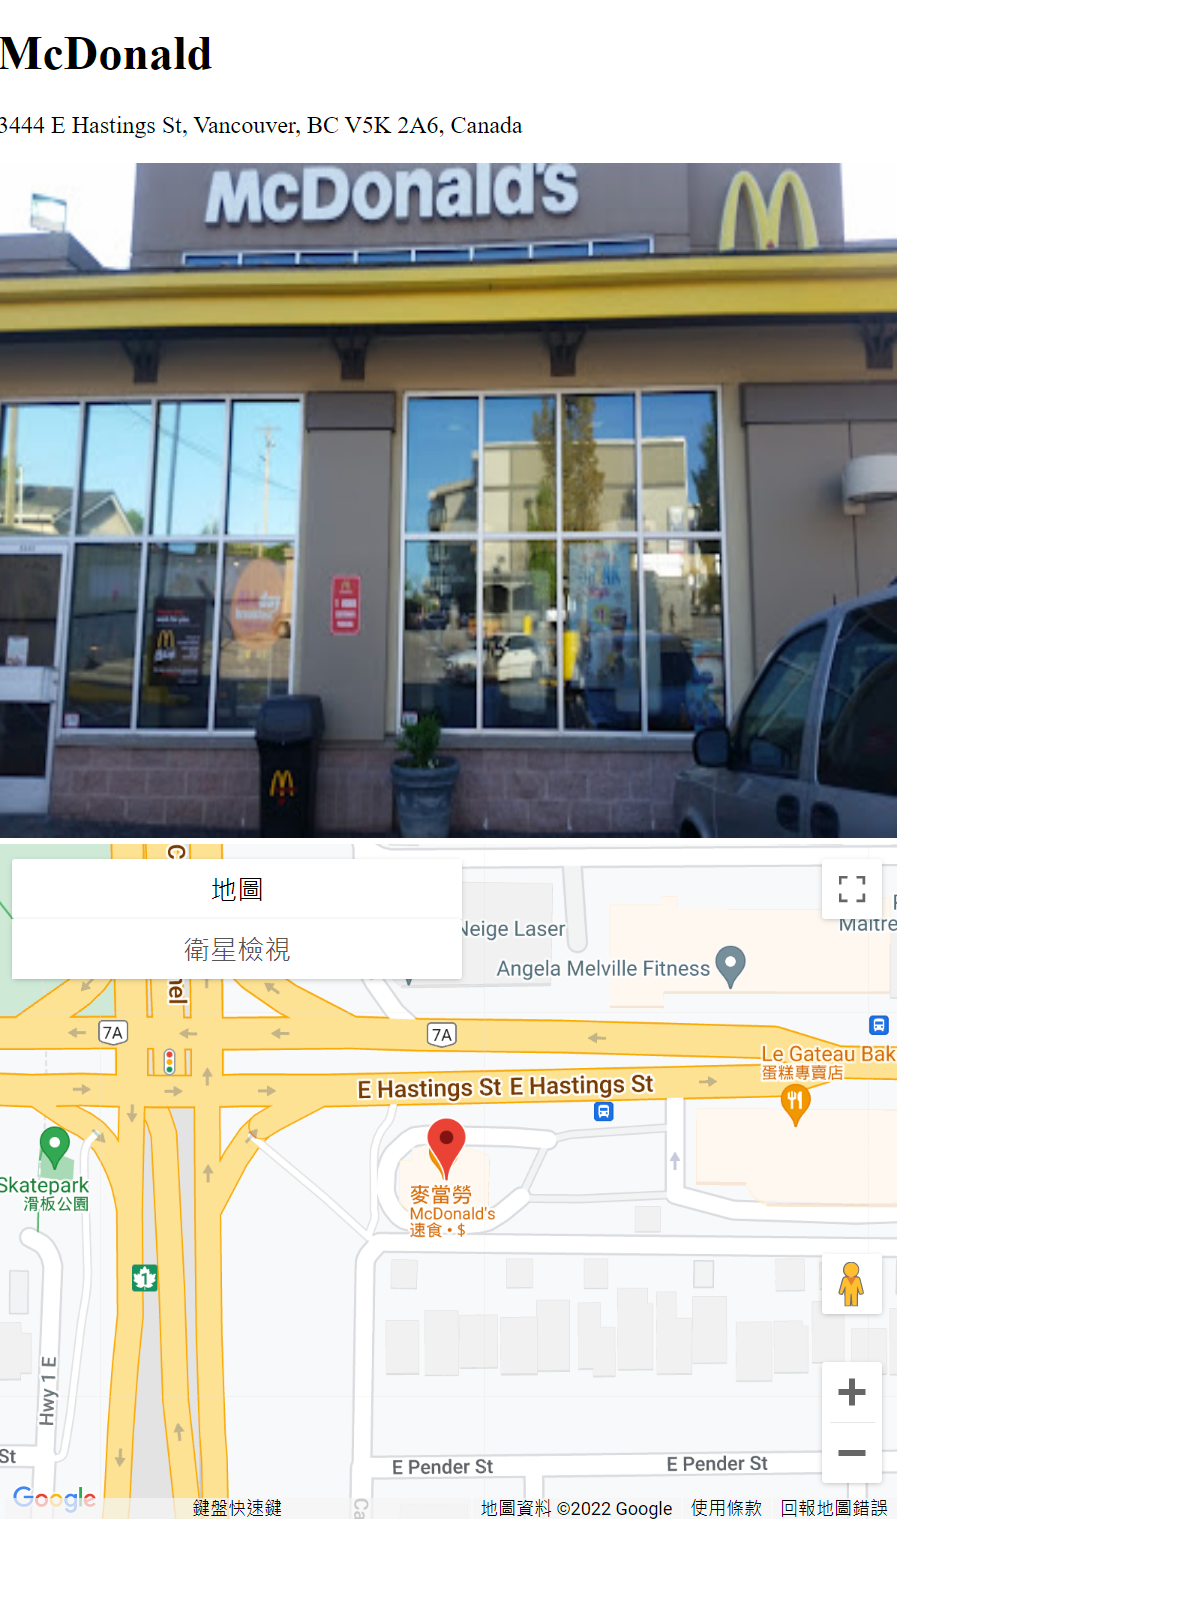 McDonald
3444 E Hastings St, Vancouver, BC V5K 2A6, Canada
McDonald's
地圖
衛星檢視
Neige Laser
Maitre
Angela Melville Fitness
nel
7A
7A
Le Gateau Bak
蛋糕專賣店
E Hastings St E Hastings St
Skatepark
滑板公園
麥當勞
McDonald's
速食 • $
1
Hwy 1 E
St
E Pender St
E Pender St
Google
鍵盤快速鍵
Ca
地圖資料 ©2022 Google
使用條款
回報地圖錯誤